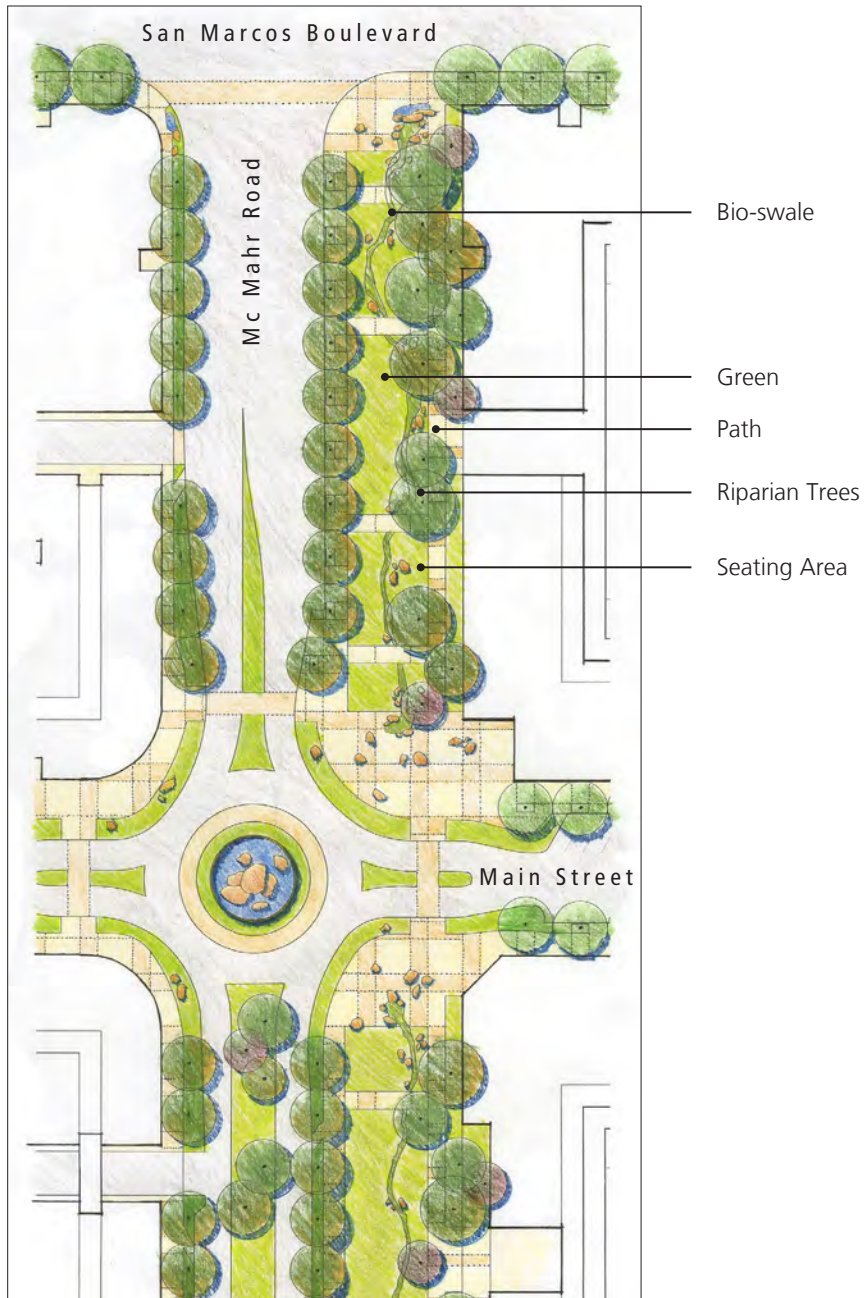 San Marcos Boulevard
Mc Mahr Road
Bio-swale
Green
Path
Riparian Trees
Seating Area
Main Street